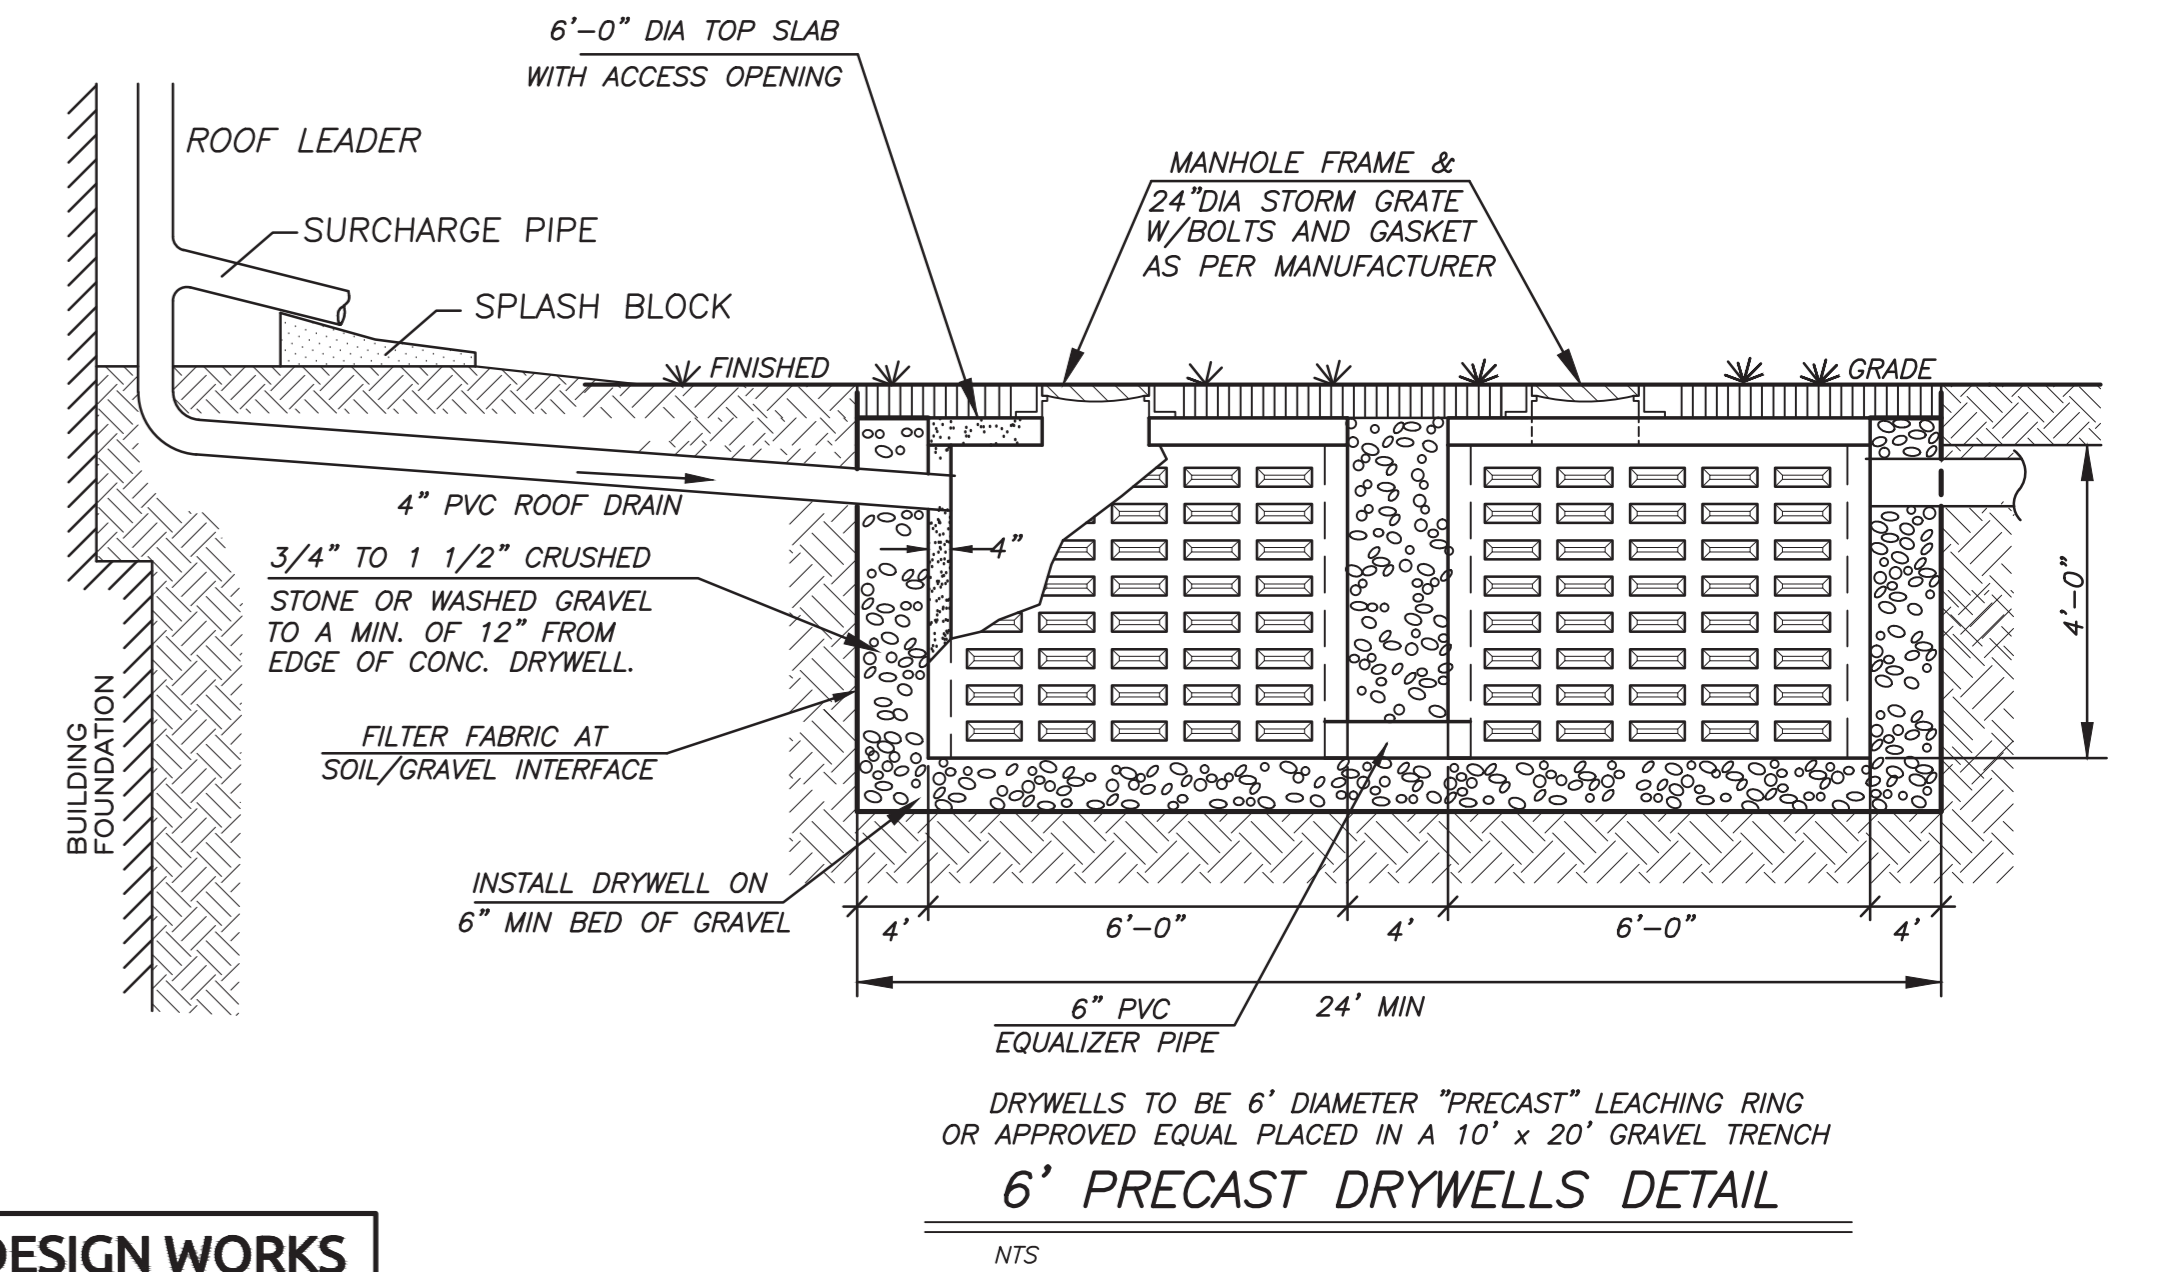 6'-0" DIA TOP SLAB
WITH ACCESS OPENING
ROOF LEADER
SURCHARGE PIPE
SPLASH BLOCK
MANHOLE FRAME &
24"DIA STORM GRATE
W/BOLTS AND GASKET
AS PER MANUFACTURER
FINISHED
GRADE
4" PVC ROOF DRAIN
4"
3/4" TO 1 1/2" CRUSHED
STONE OR WASHED GRAVEL
TO A MIN. OF 12" FROM
EDGE OF CONC. DRYWELL.
4'-0"
BUILDING
FOUNDATION
FILTER FABRIC AT
SOIL/GRAVEL INTERFACE
INSTALL DRYWELL ON
6" MIN BED OF GRAVEL
4'
6'-0"
4'
6'-0"
4'
24' MIN
6" PVC
EQUALIZER PIPE
DRYWELLS TO BE 6' DIAMETER "PRECAST" LEACHING RING
OR APPROVED EQUAL PLACED IN A 10' x 20' GRAVEL TRENCH
6' PRECAST DRYWELLS DETAIL
NTS
DESIGN WORKS